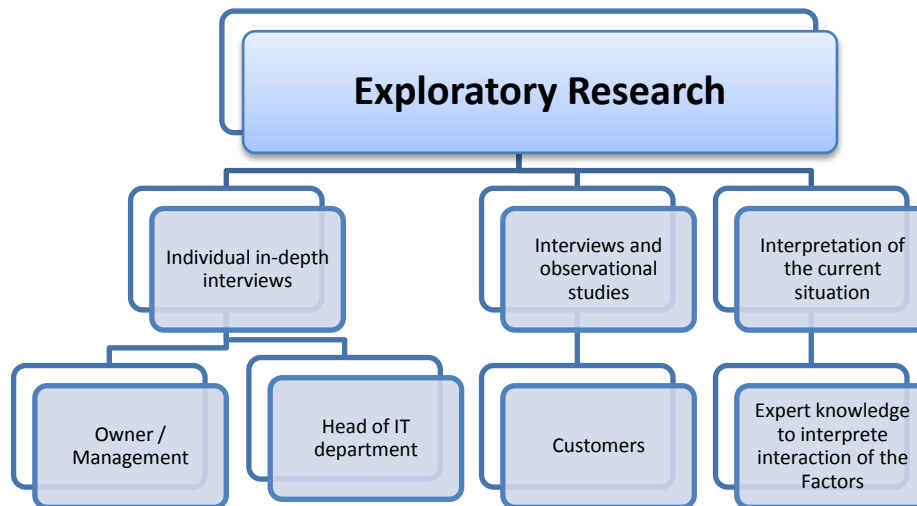 Exploratory Research
Individual in-depth
interviews
Interviews and
observational
studies
Interpretation of
the current
situation
Owner /
Management
Head of IT
department
Customers
Expert knowledge
to interprete
interaction of the
Factors